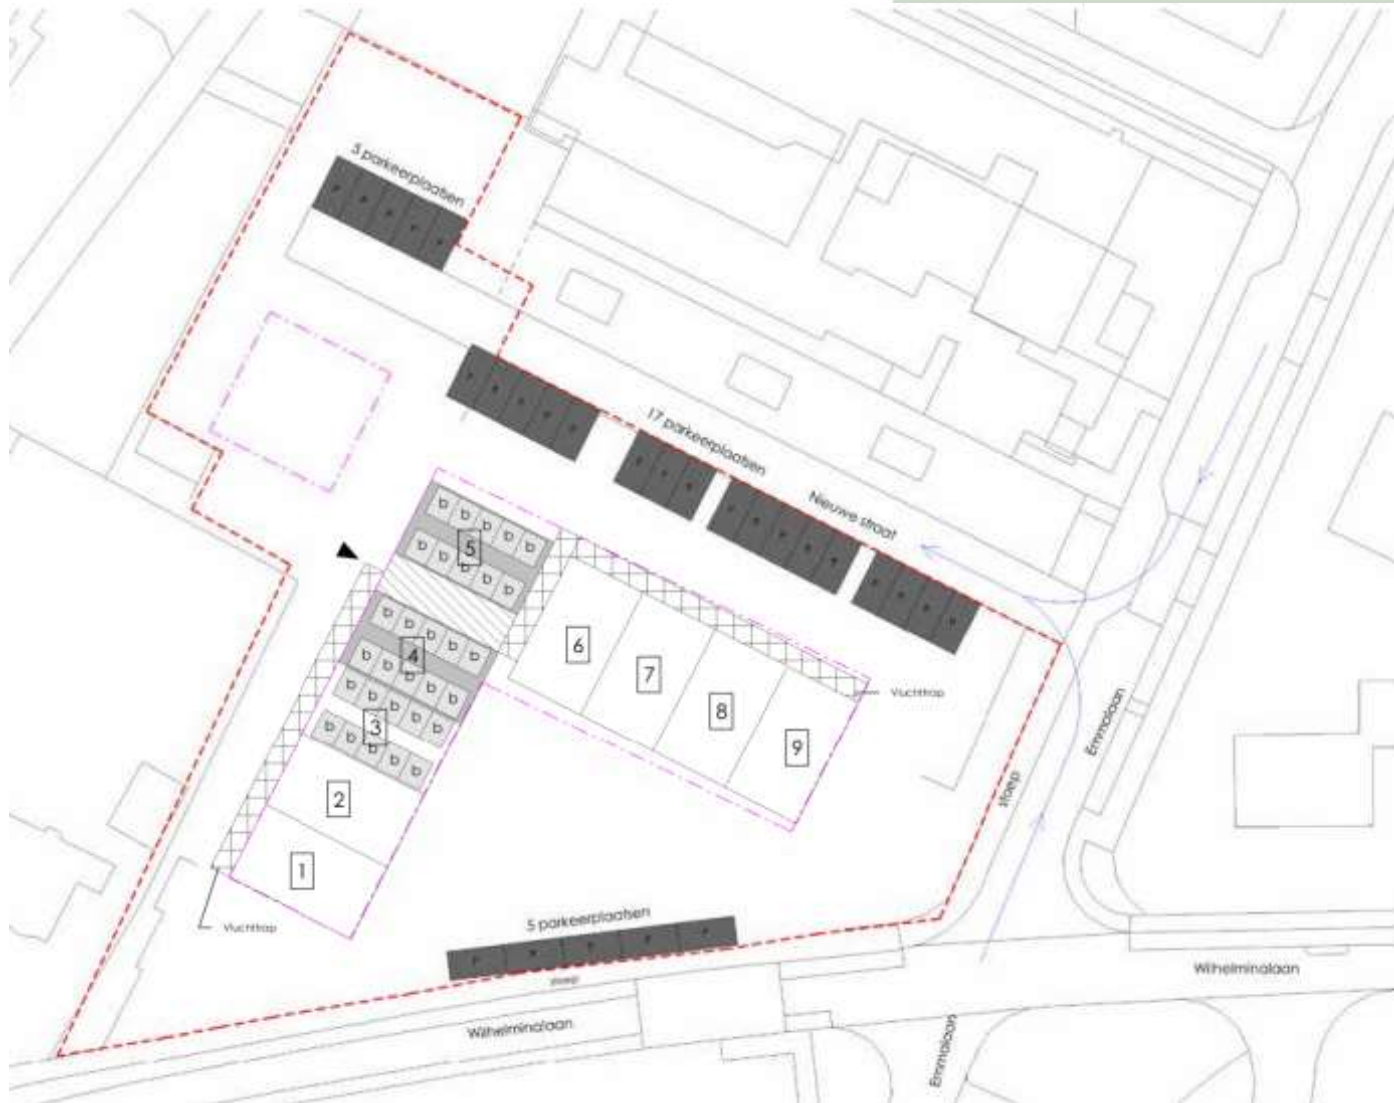 5 parkeerplaatsen
P P P P P
P P P P P
17 parkeerplaatsen
P P P
P P P P P
Nieuwe straat
P P P P
b b b b b
5
b b b b b
b b b b b
4
b b b b b
b b b b b
3
b b b b b
2
1
6
7
8
9
Vluchttrap
Vluchttrap
Emmalaan
stoep
5 parkeerplaatsen
P P P P P
stoep
Wilhelminalaan
Wilhelminalaan
Emmalaan